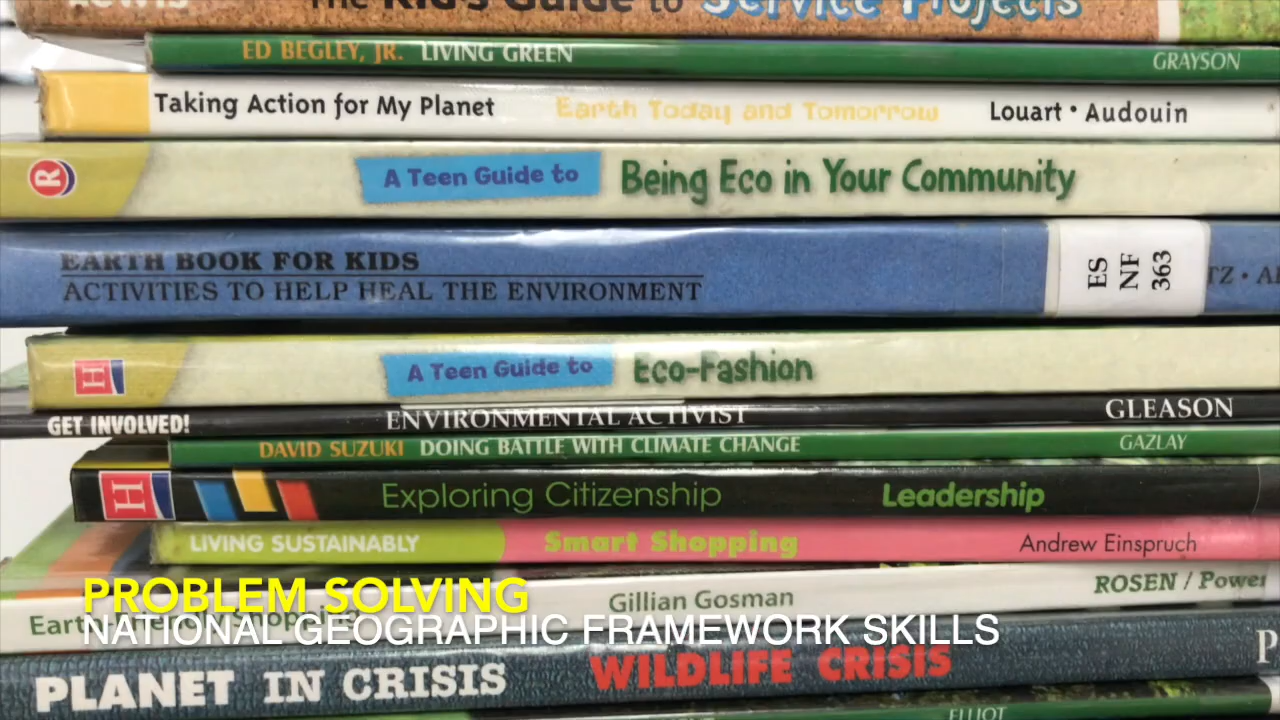 LEWIS The Kid's Guide to Service Projects
ED BEGLEY, JR. LIVING GREEN GRAYSON
Taking Action for My Planet Earth Today and Tomorrow Louart • Audouin
R A Teen Guide to Being Eco in Your Community
EARTH BOOK FOR KIDS
ACTIVITIES TO HELP HEAL THE ENVIRONMENT
ES
NF
363
H A Teen Guide to Eco-Fashion
GET INVOLVED! ENVIRONMENTAL ACTIVIST GLEASON
DAVID SUZUKI DOING BATTLE WITH CLIMATE CHANGE GAZLAY
H Exploring Citizenship Leadership
LIVING SUSTAINABLY Smart Shopping Andrew Einspruch
Gillian Gosman ROSEN / Power
PROBLEM SOLVING
NATIONAL GEOGRAPHIC FRAMEWORK SKILLS
PLANET IN CRISIS WILDLIFE CRISIS
ELLIOT